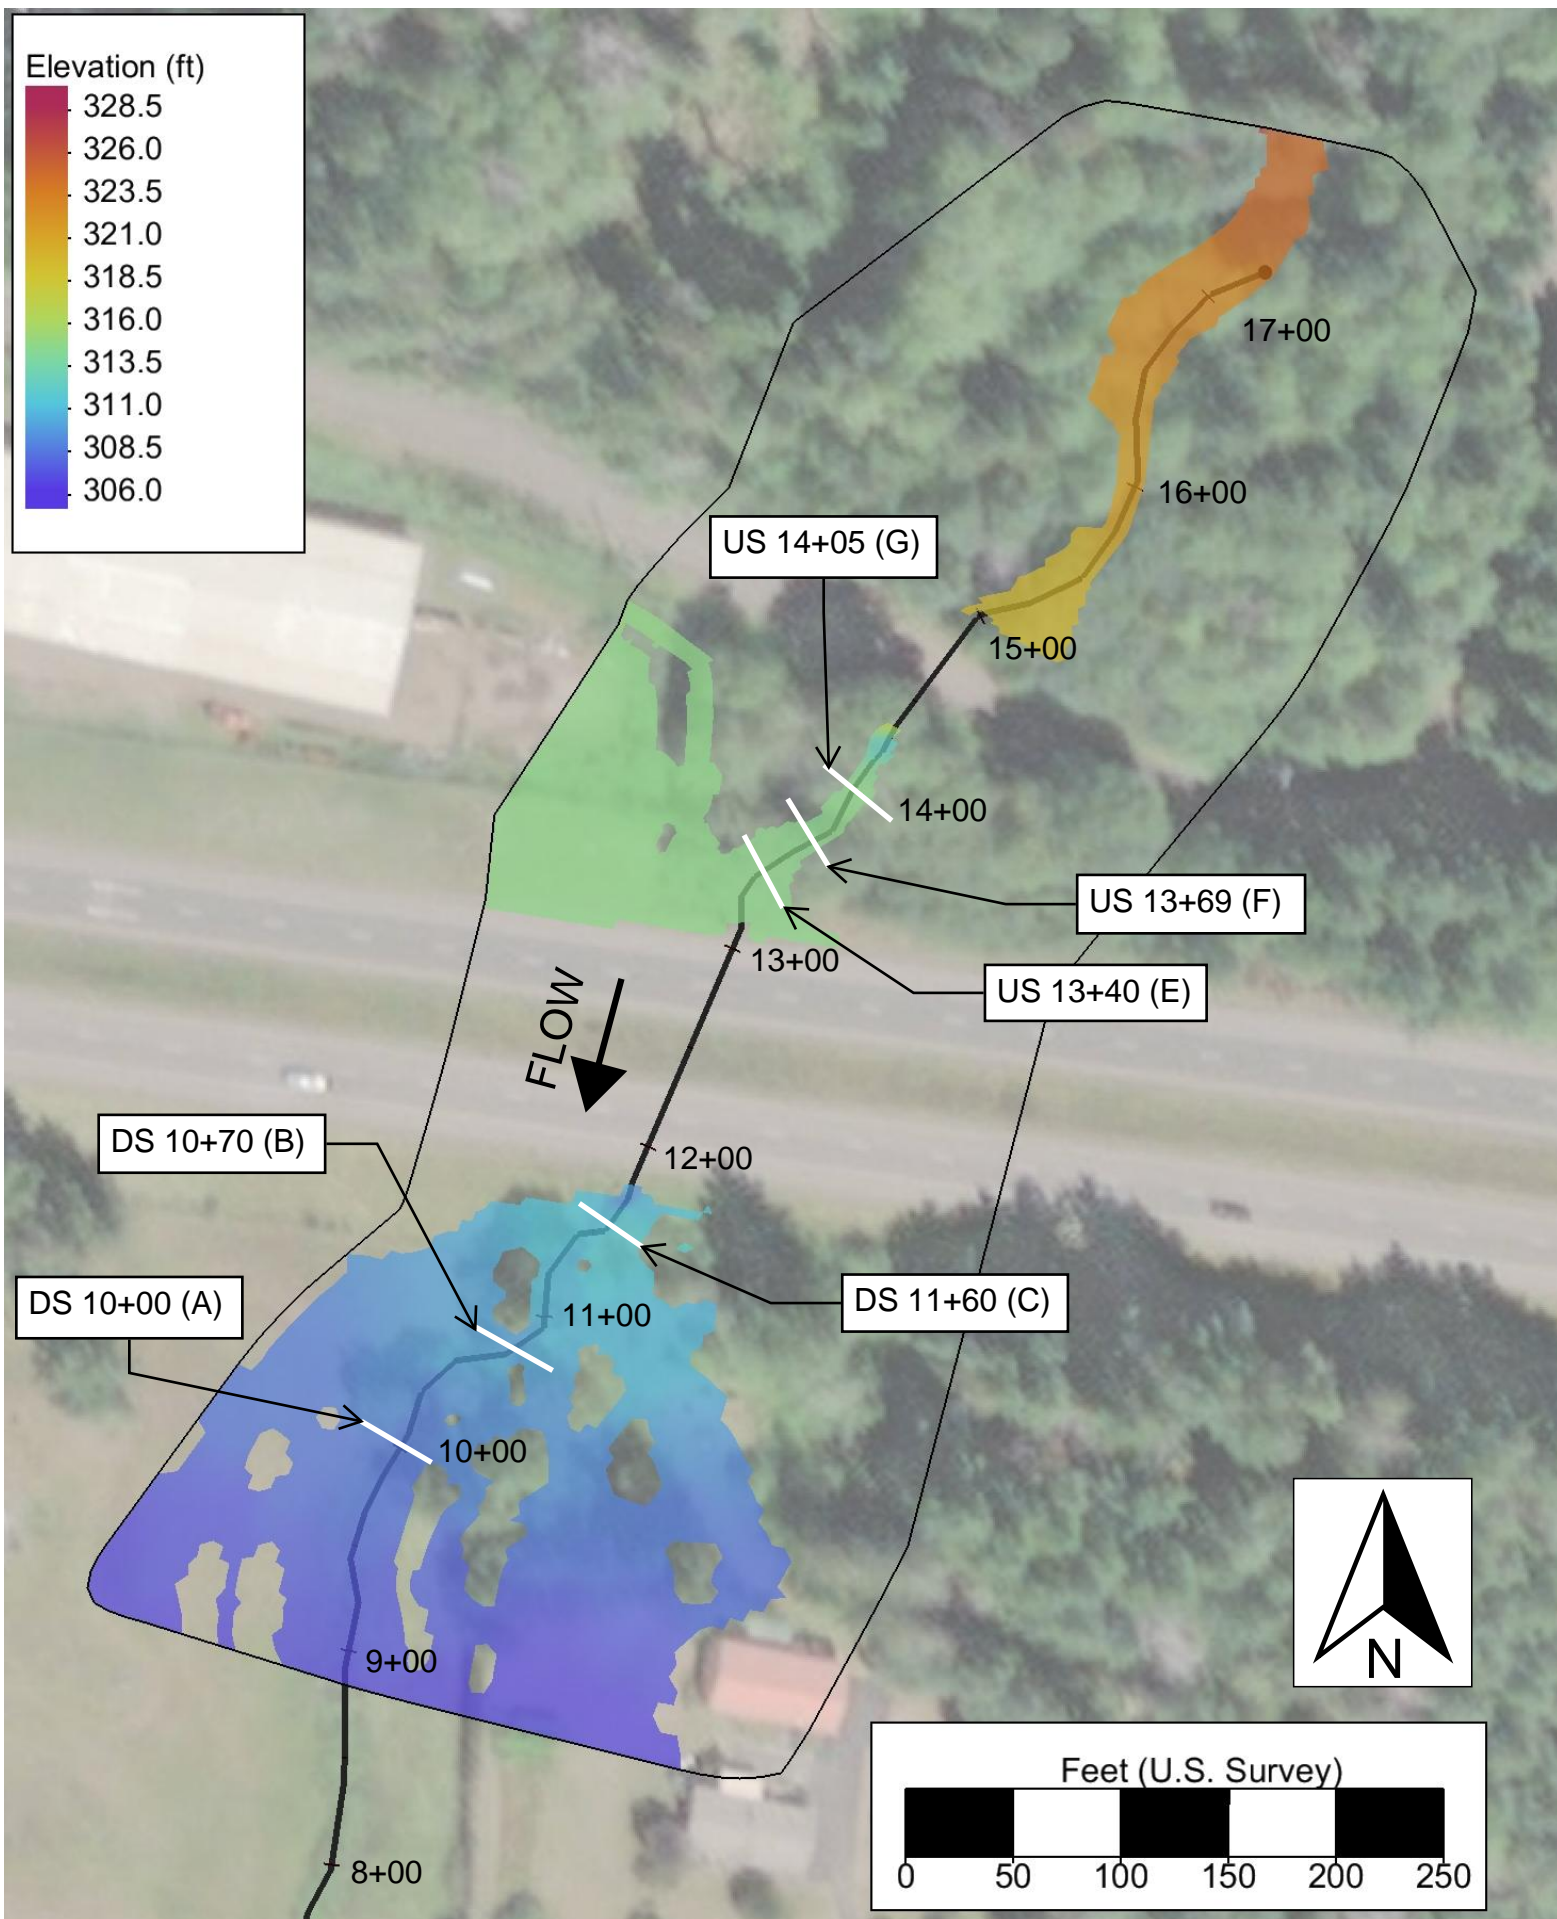 Elevation (ft)
328.5
326.0
323.5
321.0
318.5
316.0
313.5
311.0
308.5
306.0
17+00
16+00
US 14+05 (G)
15+00
14+00
US 13+69 (F)
13+00
US 13+40 (E)
FLOW
DS 10+70 (B)
12+00
DS 10+00 (A)
DS 11+60 (C)
11+00
10+00
9+00
N
Feet (U.S. Survey)
0 50 100 150 200 250
8+00